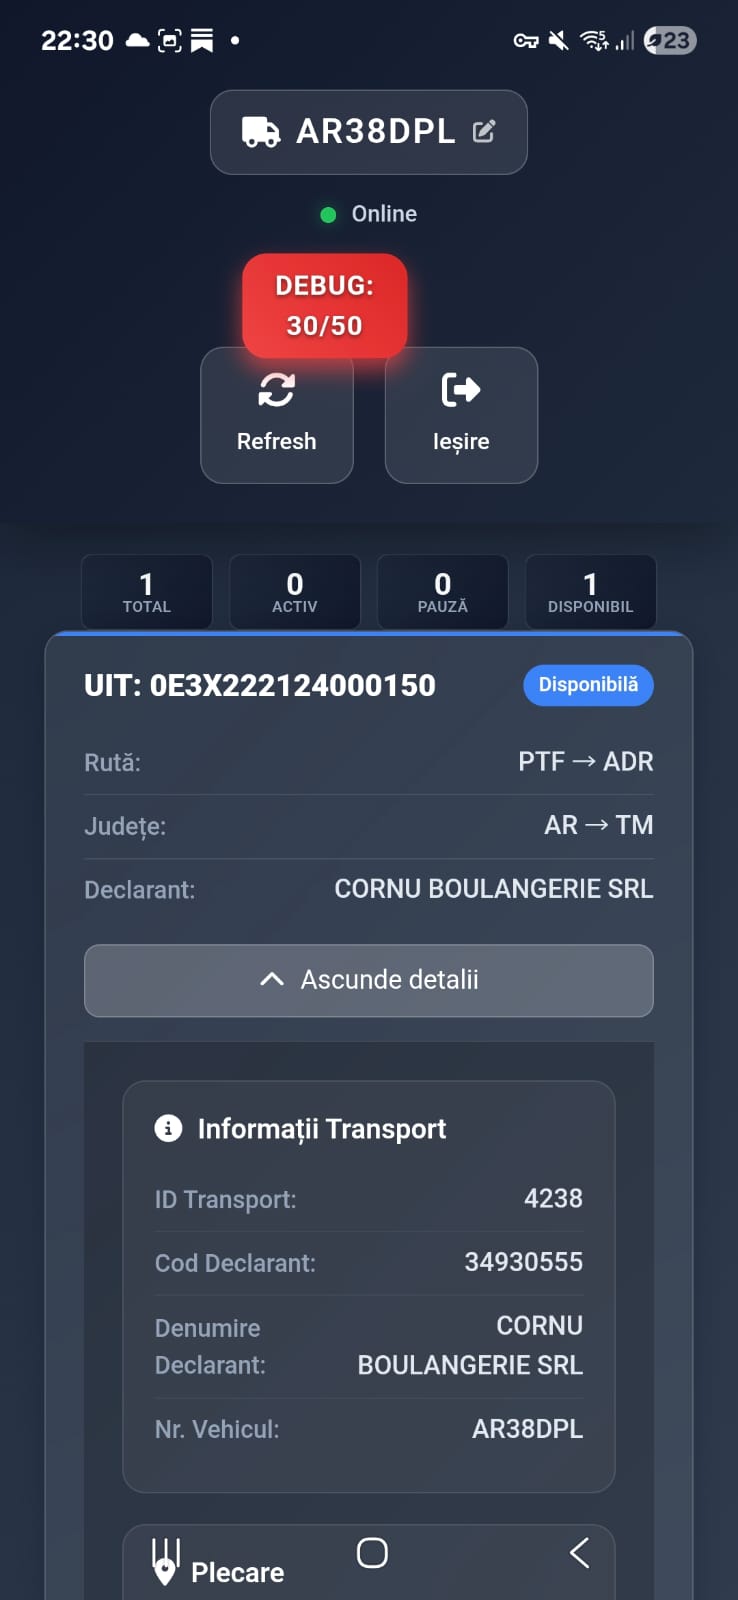 22:30
5
23
AR38DPL
Online
DEBUG:
30/50
Refresh
Ieșire
1
TOTAL
0
ACTIV
0
PAUZĂ
1
DISPONIBIL
UIT: 0E3X222124000150
Disponibilă
Rută:
PTF → ADR
Județe:
AR → TM
Declarant:
CORNU BOULANGERIE SRL
Ascunde detalii
Informații Transport
ID Transport:
4238
Cod Declarant:
34930555
Denumire
Declarant:
CORNU
BOULANGERIE SRL
Nr. Vehicul:
AR38DPL
Plecare